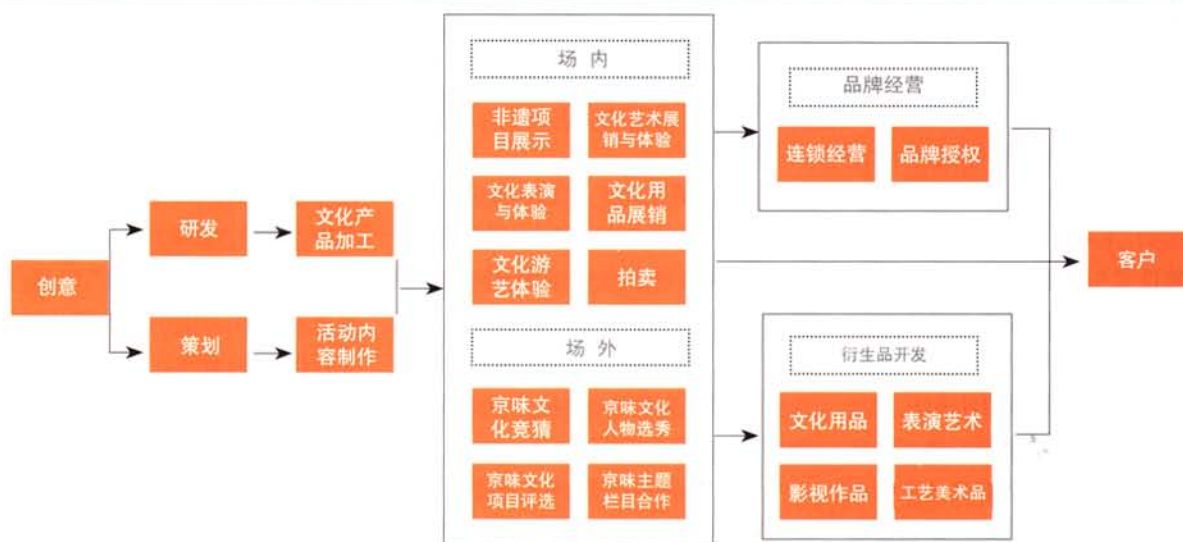 创意
研发
策划
文化产
品加工
活动内
容制作
场 内
非遗项
目展示
文化艺术展
销与体验
文化表演
与体验
文化用
品展销
文化游
艺体验
拍卖
场 外
京味文
化竞猜
京味文化
人物选秀
京味文化
项目评选
京味主题
栏目合作
品牌经营
连锁经营
品牌授权
衍生品开发
文化用品
表演艺术
影视作品
工艺美术品
客户